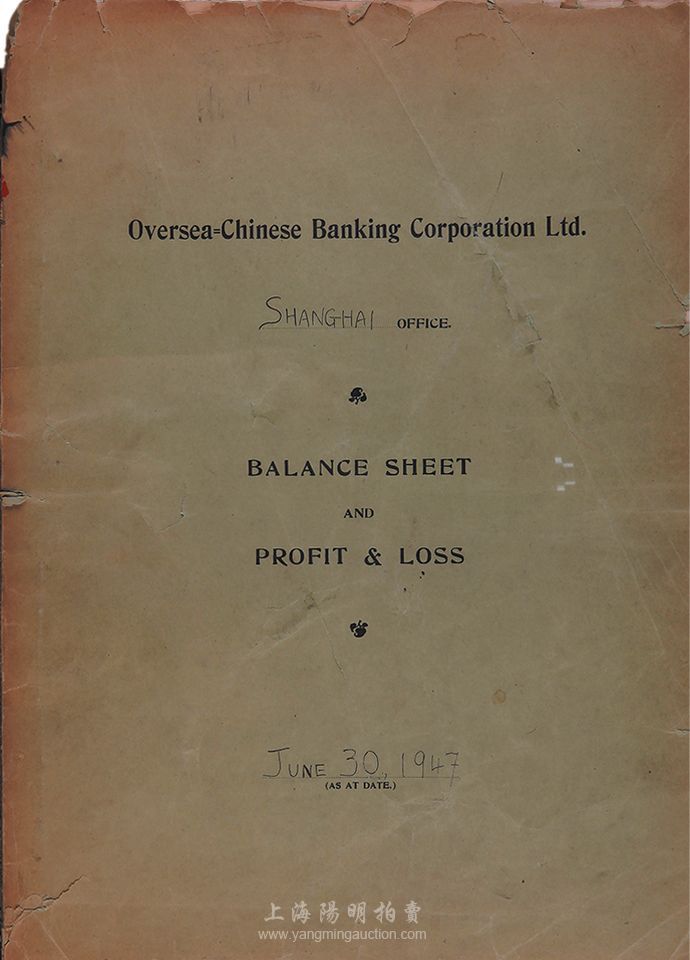 Oversea=Chinese Banking Corporation Ltd.
SHANGHAI OFFICE.
BALANCE SHEET
AND
PROFIT & LOSS
JUNE 30, 1947
(AS AT DATE.)
上海陽明拍賣
www.yangmingauction.com